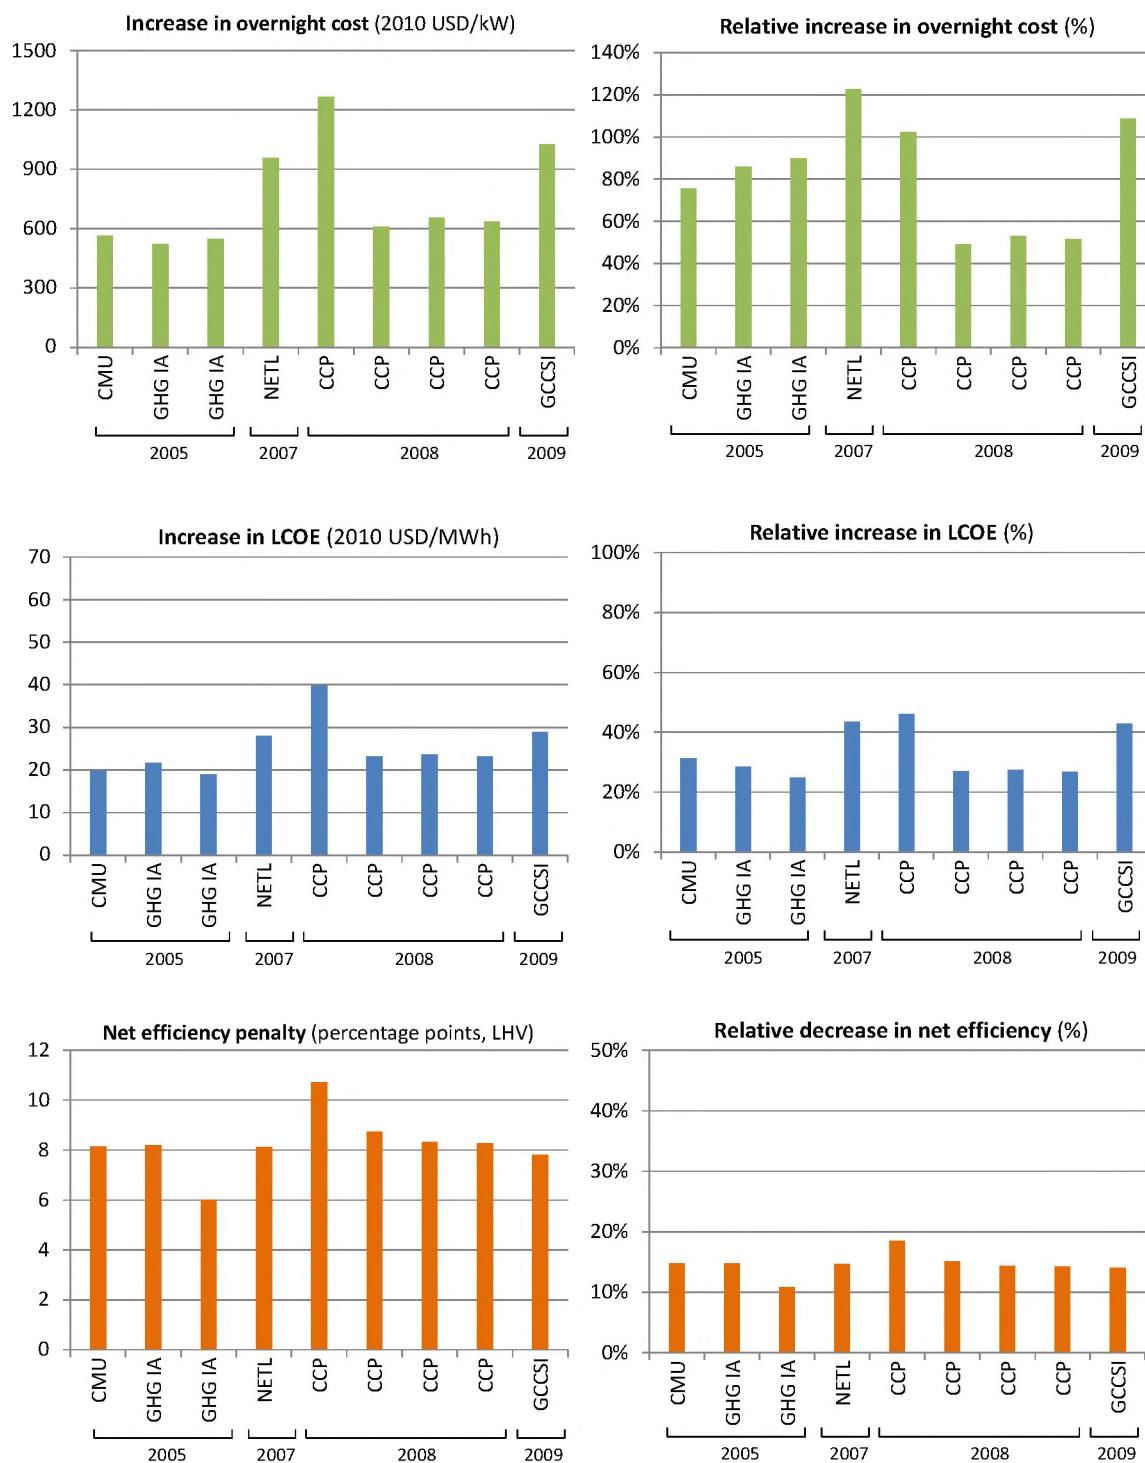 Increase in overnight cost (2010 USD/kW)
1500
1200
900
600
300
0
CMU
GHG IA
GHG IA
NETL
CCP
CCP
CCP
CCP
GCCSI
2005
2007
2008
2009
Relative increase in overnight cost (%)
140%
120%
100%
80%
60%
40%
20%
0%
CMU
GHG IA
GHG IA
NETL
CCP
CCP
CCP
CCP
GCCSI
2005
2007
2008
2009
Increase in LCOE (2010 USD/MWh)
70
60
50
40
30
20
10
0
CMU
GHG IA
GHG IA
NETL
CCP
CCP
CCP
CCP
GCCSI
2005
2007
2008
2009
Relative increase in LCOE (%)
100%
80%
60%
40%
20%
0%
CMU
GHG IA
GHG IA
NETL
CCP
CCP
CCP
CCP
GCCSI
2005
2007
2008
2009
Net efficiency penalty (percentage points, LHV)
12
10
8
6
4
2
0
CMU
GHG IA
GHG IA
NETL
CCP
CCP
CCP
CCP
GCCSI
2005
2007
2008
2009
Relative decrease in net efficiency (%)
50%
40%
30%
20%
10%
0%
CMU
GHG IA
GHG IA
NETL
CCP
CCP
CCP
CCP
GCCSI
2005
2007
2008
2009